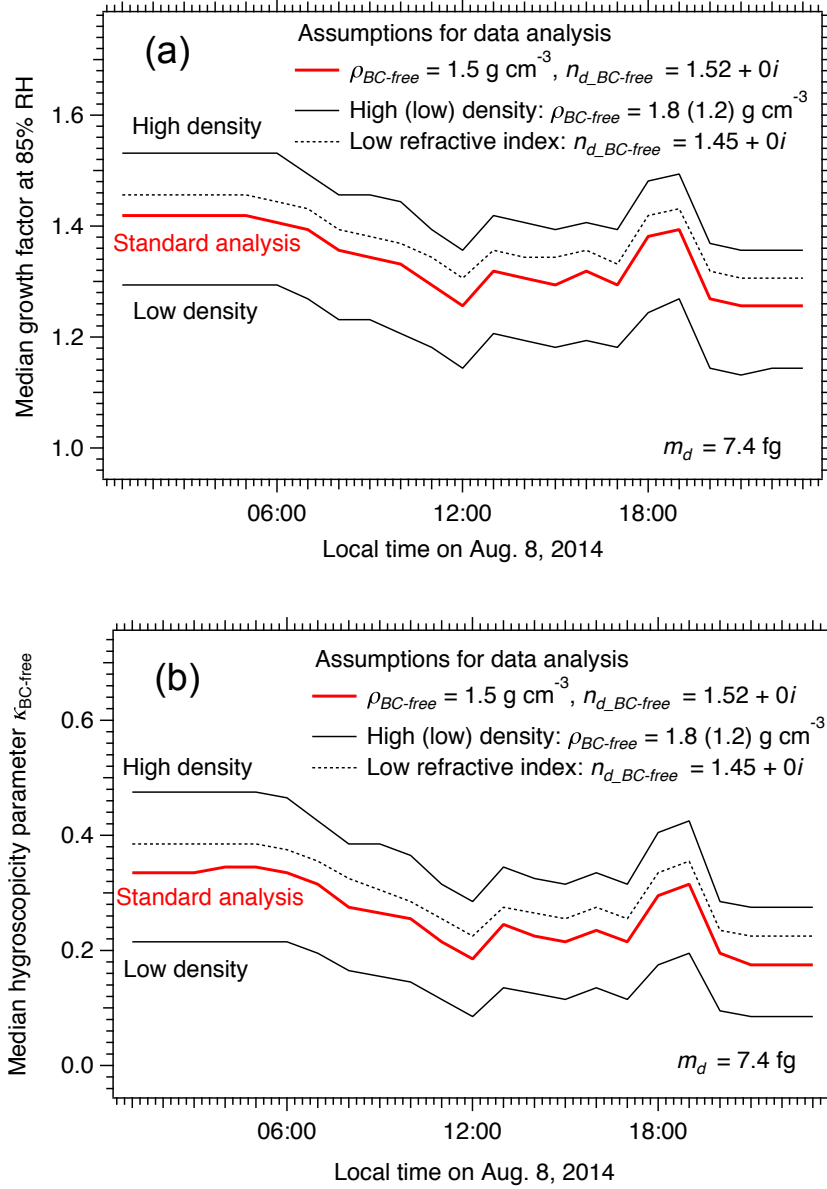 (a)
Assumptions for data analysis
ρBC-free = 1.5 g cm-3, nd_BC-free = 1.52 + 0i
High (low) density: ρBC-free = 1.8 (1.2) g cm-3
Low refractive index: nd_BC-free = 1.45 + 0i
High density
Standard analysis
Low density
md = 7.4 fg
Median growth factor at 85% RH
1.6
1.4
1.2
1.0
06:00 12:00 18:00
Local time on Aug. 8, 2014
(b)
Assumptions for data analysis
ρBC-free = 1.5 g cm-3, nd_BC-free = 1.52 + 0i
High (low) density: ρBC-free = 1.8 (1.2) g cm-3
Low refractive index: nd_BC-free = 1.45 + 0i
High density
Standard analysis
Low density
md = 7.4 fg
Median hygroscopicity parameter κBC-free
0.6
0.4
0.2
0.0
06:00 12:00 18:00
Local time on Aug. 8, 2014